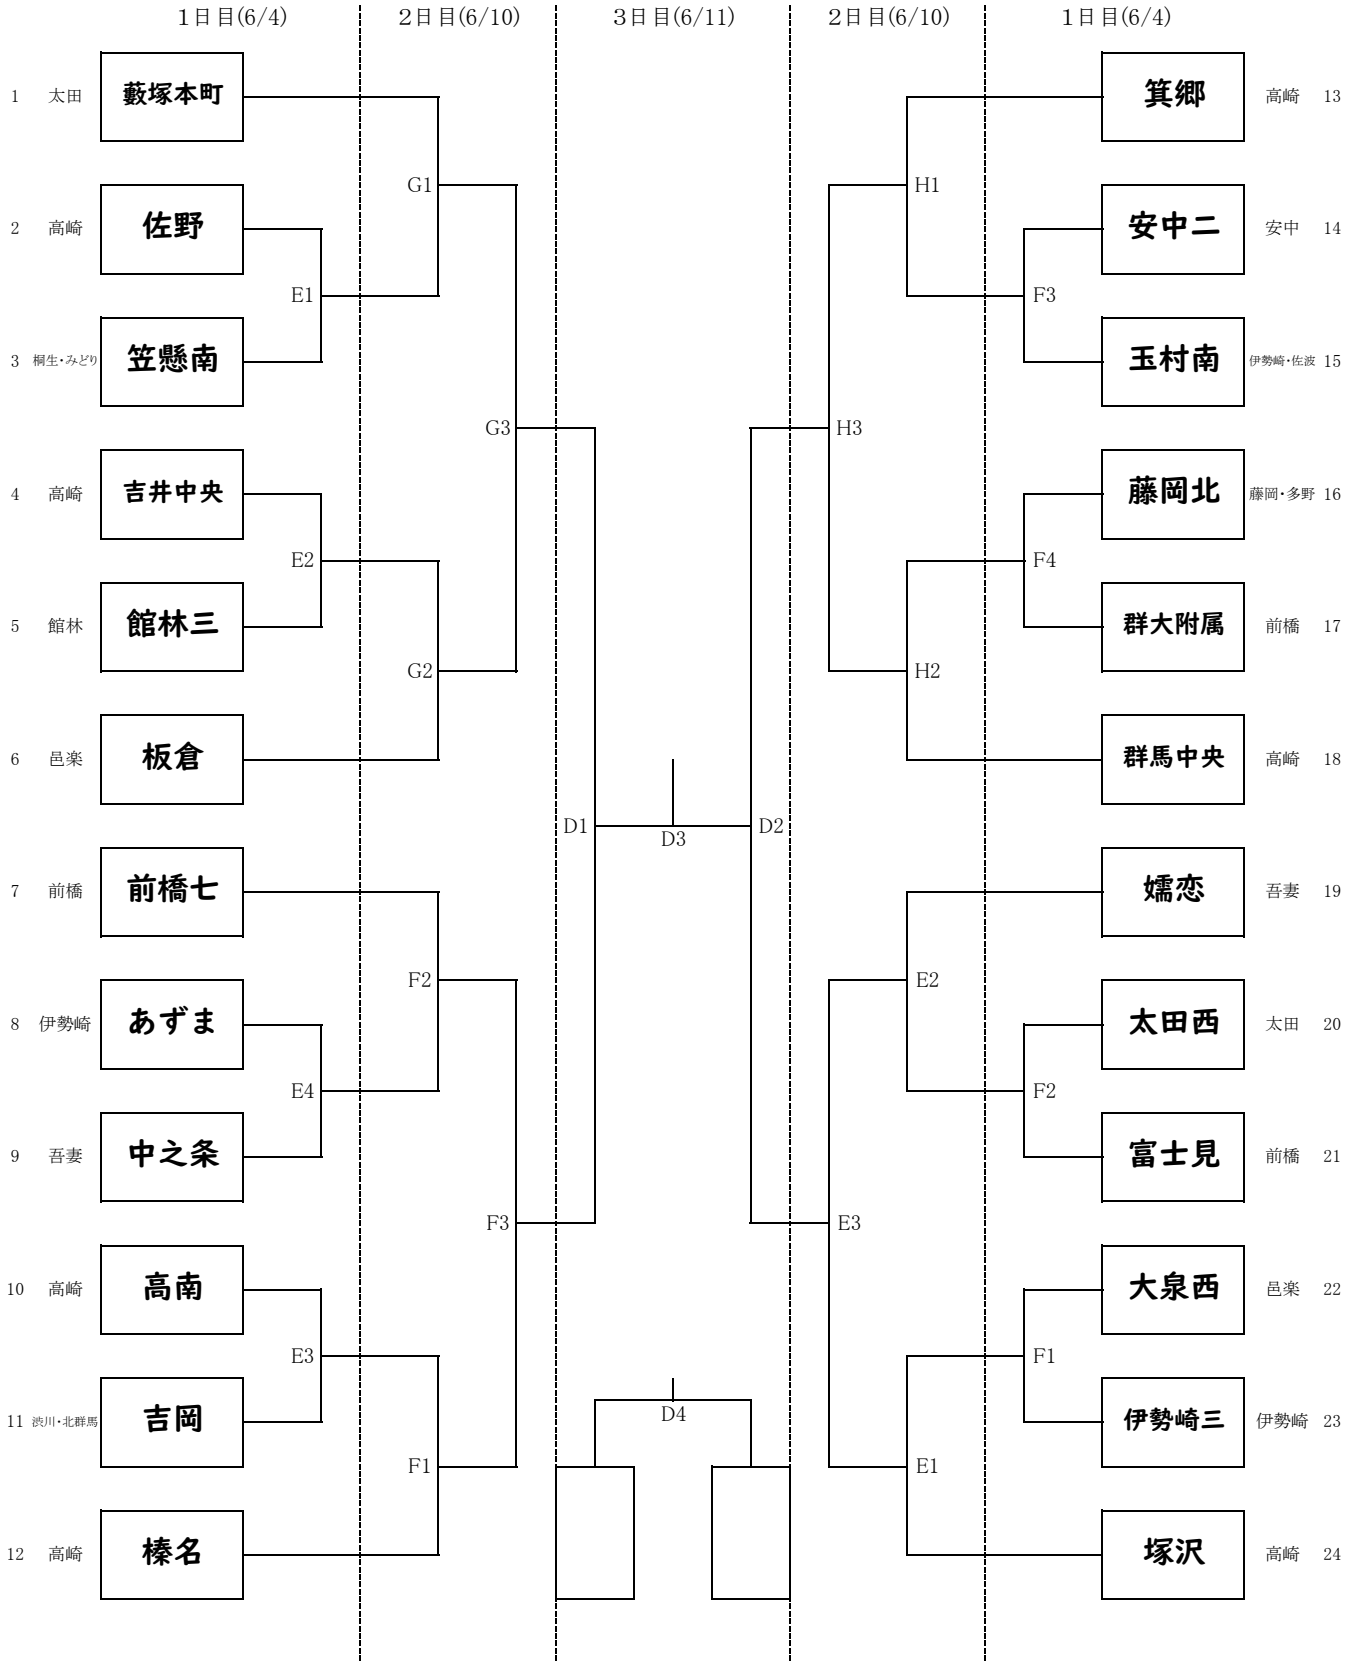 1日目(6/4) 2日目(6/10) 3日目(6/11) 2日目(6/10) 1日目(6/4)
1 太田 藪塚本町
箕郷 高崎 13
G1 H1
2 高崎 佐野
安中二 安中 14
E1 F3
3 桐生・みどり 笠懸南
玉村南 伊勢崎・佐波 15
G3 H3
4 高崎 吉井中央
藤岡北 藤岡・多野 16
E2 F4
5 館林 館林三
群大附属 前橋 17
G2 H2
6 邑楽 板倉
群馬中央 高崎 18
D1 D3 D2
7 前橋 前橋七
嬬恋 吾妻 19
F2 E2
8 伊勢崎 あずま
太田西 太田 20
E4 F2
9 吾妻 中之条
富士見 前橋 21
F3 E3
10 高崎 高南
大泉西 邑楽 22
E3 F1
11 渋川・北群馬 吉岡
D4
伊勢崎三 伊勢崎 23
F1 E1
12 高崎 榛名
塚沢 高崎 24